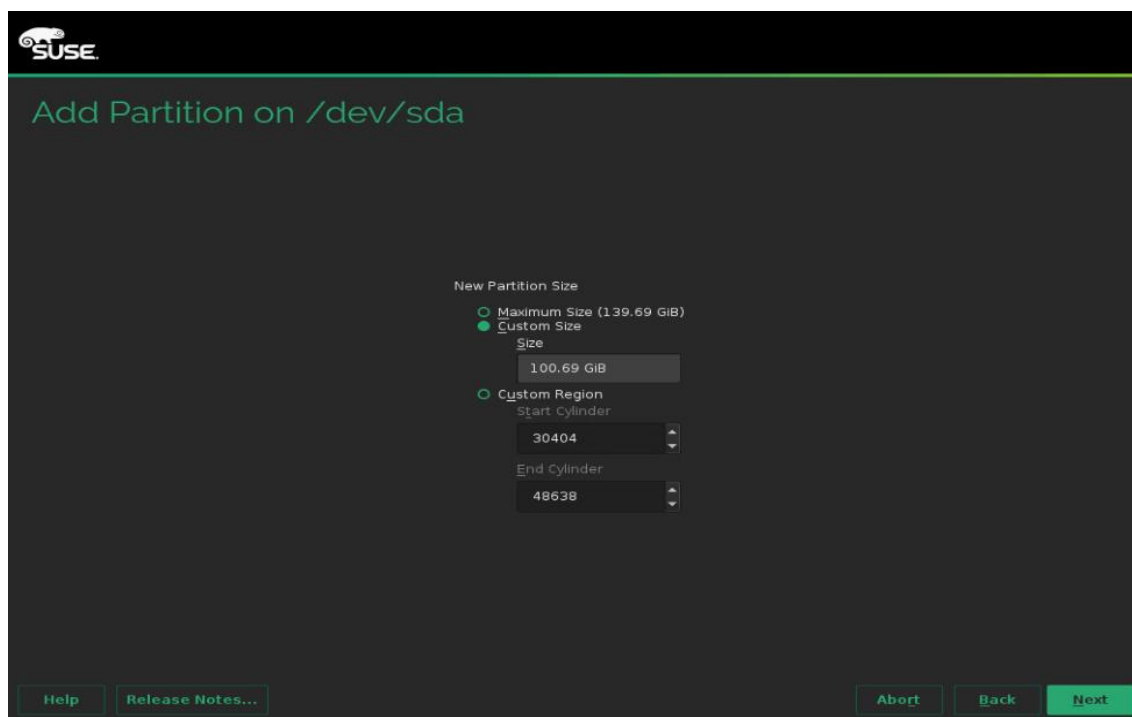 SUSE.
Add Partition on /dev/sda
New Partition Size
Maximum Size (139.69 GiB)
Custom Size
Size
100.69 GiB
Custom Region
Start Cylinder
30404
End Cylinder
48638
Help Release Notes... Abort Back Next